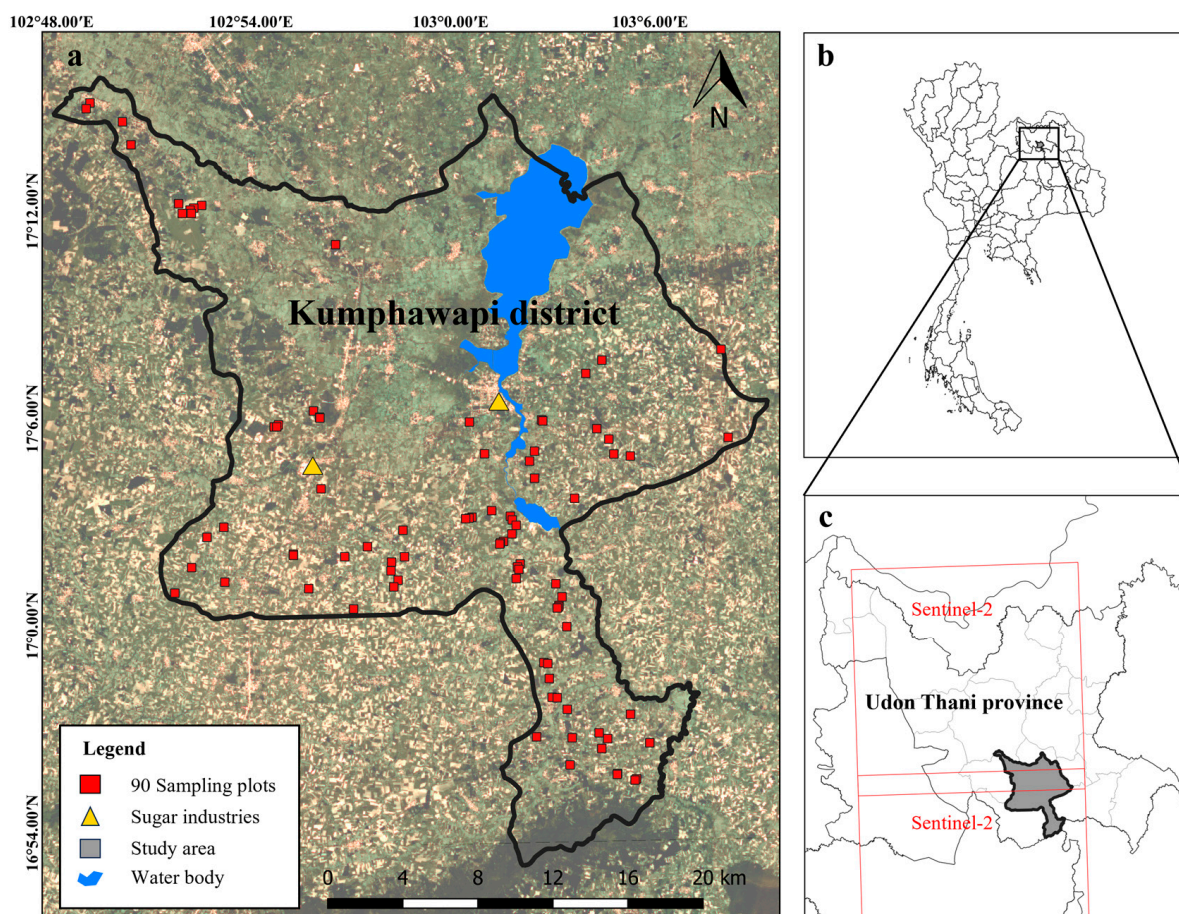 102°48.00′E 102°54.00′E 103°0.00′E 103°6.00′E
a
N
17°12.00′N
Kumphawapi district
17°6.00′N
17°0.00′N
16°54.00′N
Legend
90 Sampling plots
Sugar industries
Study area
Water body
0 4 8 12 16 20 km
b
c
Sentinel-2
Udon Thani province
Sentinel-2